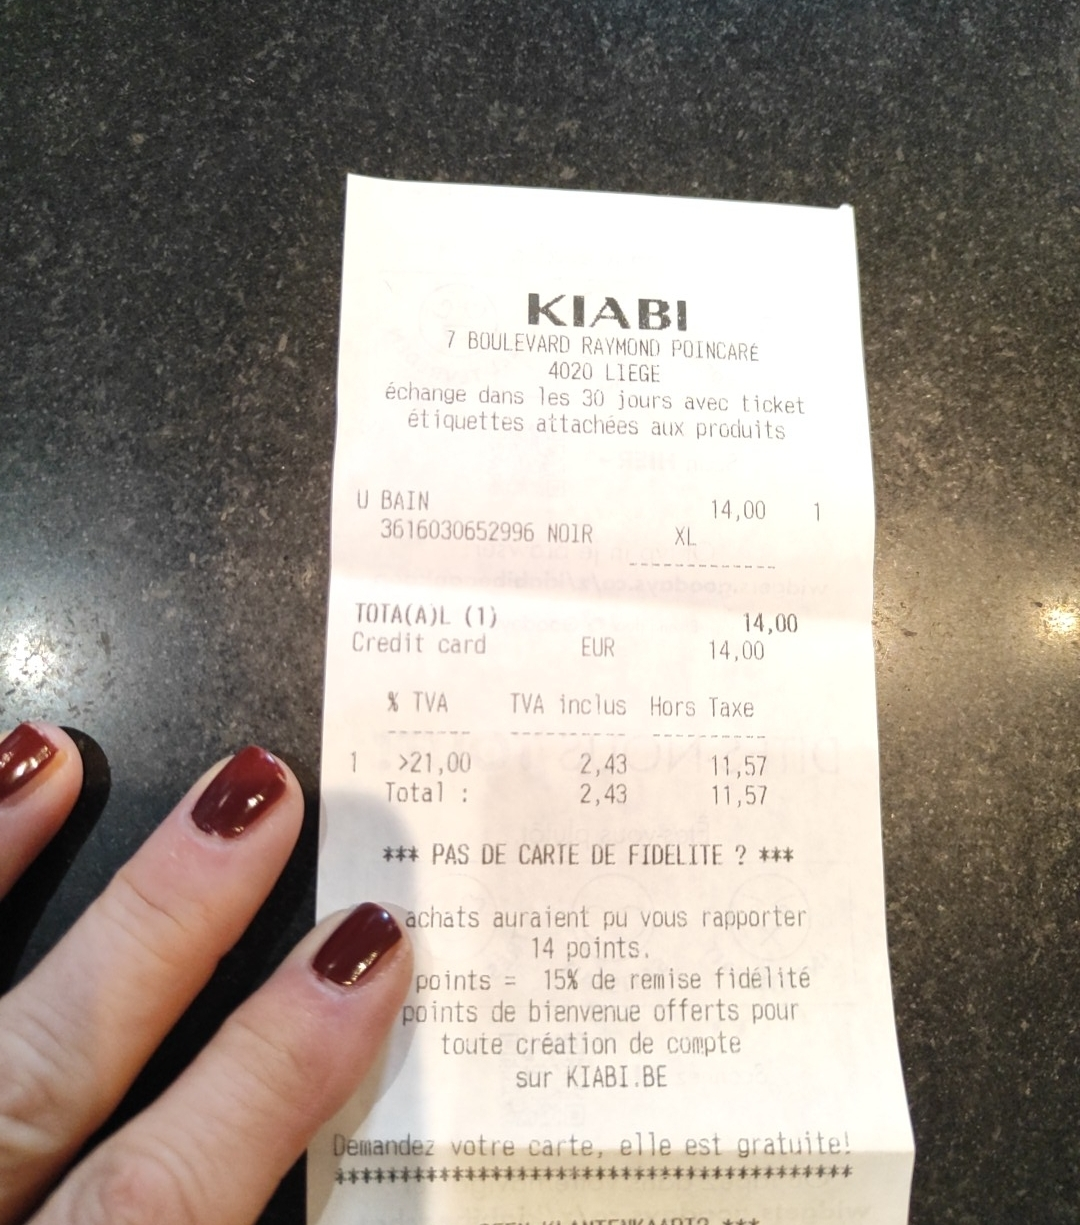 KIABI
7 BOULEVARD RAYMOND POINCARÉ
4020 LIEGE
échange dans les 30 jours avec ticket
étiquettes attachées aux produits
U BAIN 14,00 1
3616030652996 NOIR XL
-------------
TOTA(A)L (1) 14,00
Credit card EUR 14,00
% TVA TVA inclus Hors Taxe
------- ---------- ----------
1 >21,00 2,43 11,57
Total : 2,43 11,57
*** PAS DE CARTE DE FIDELITE ? ***
achats auraient pu vous rapporter
14 points.
points = 15% de remise fidélité
points de bienvenue offerts pour
toute création de compte
sur KIABI.BE
Demandez votre carte, elle est gratuite!
****************************************
KLANTENKAART? ***